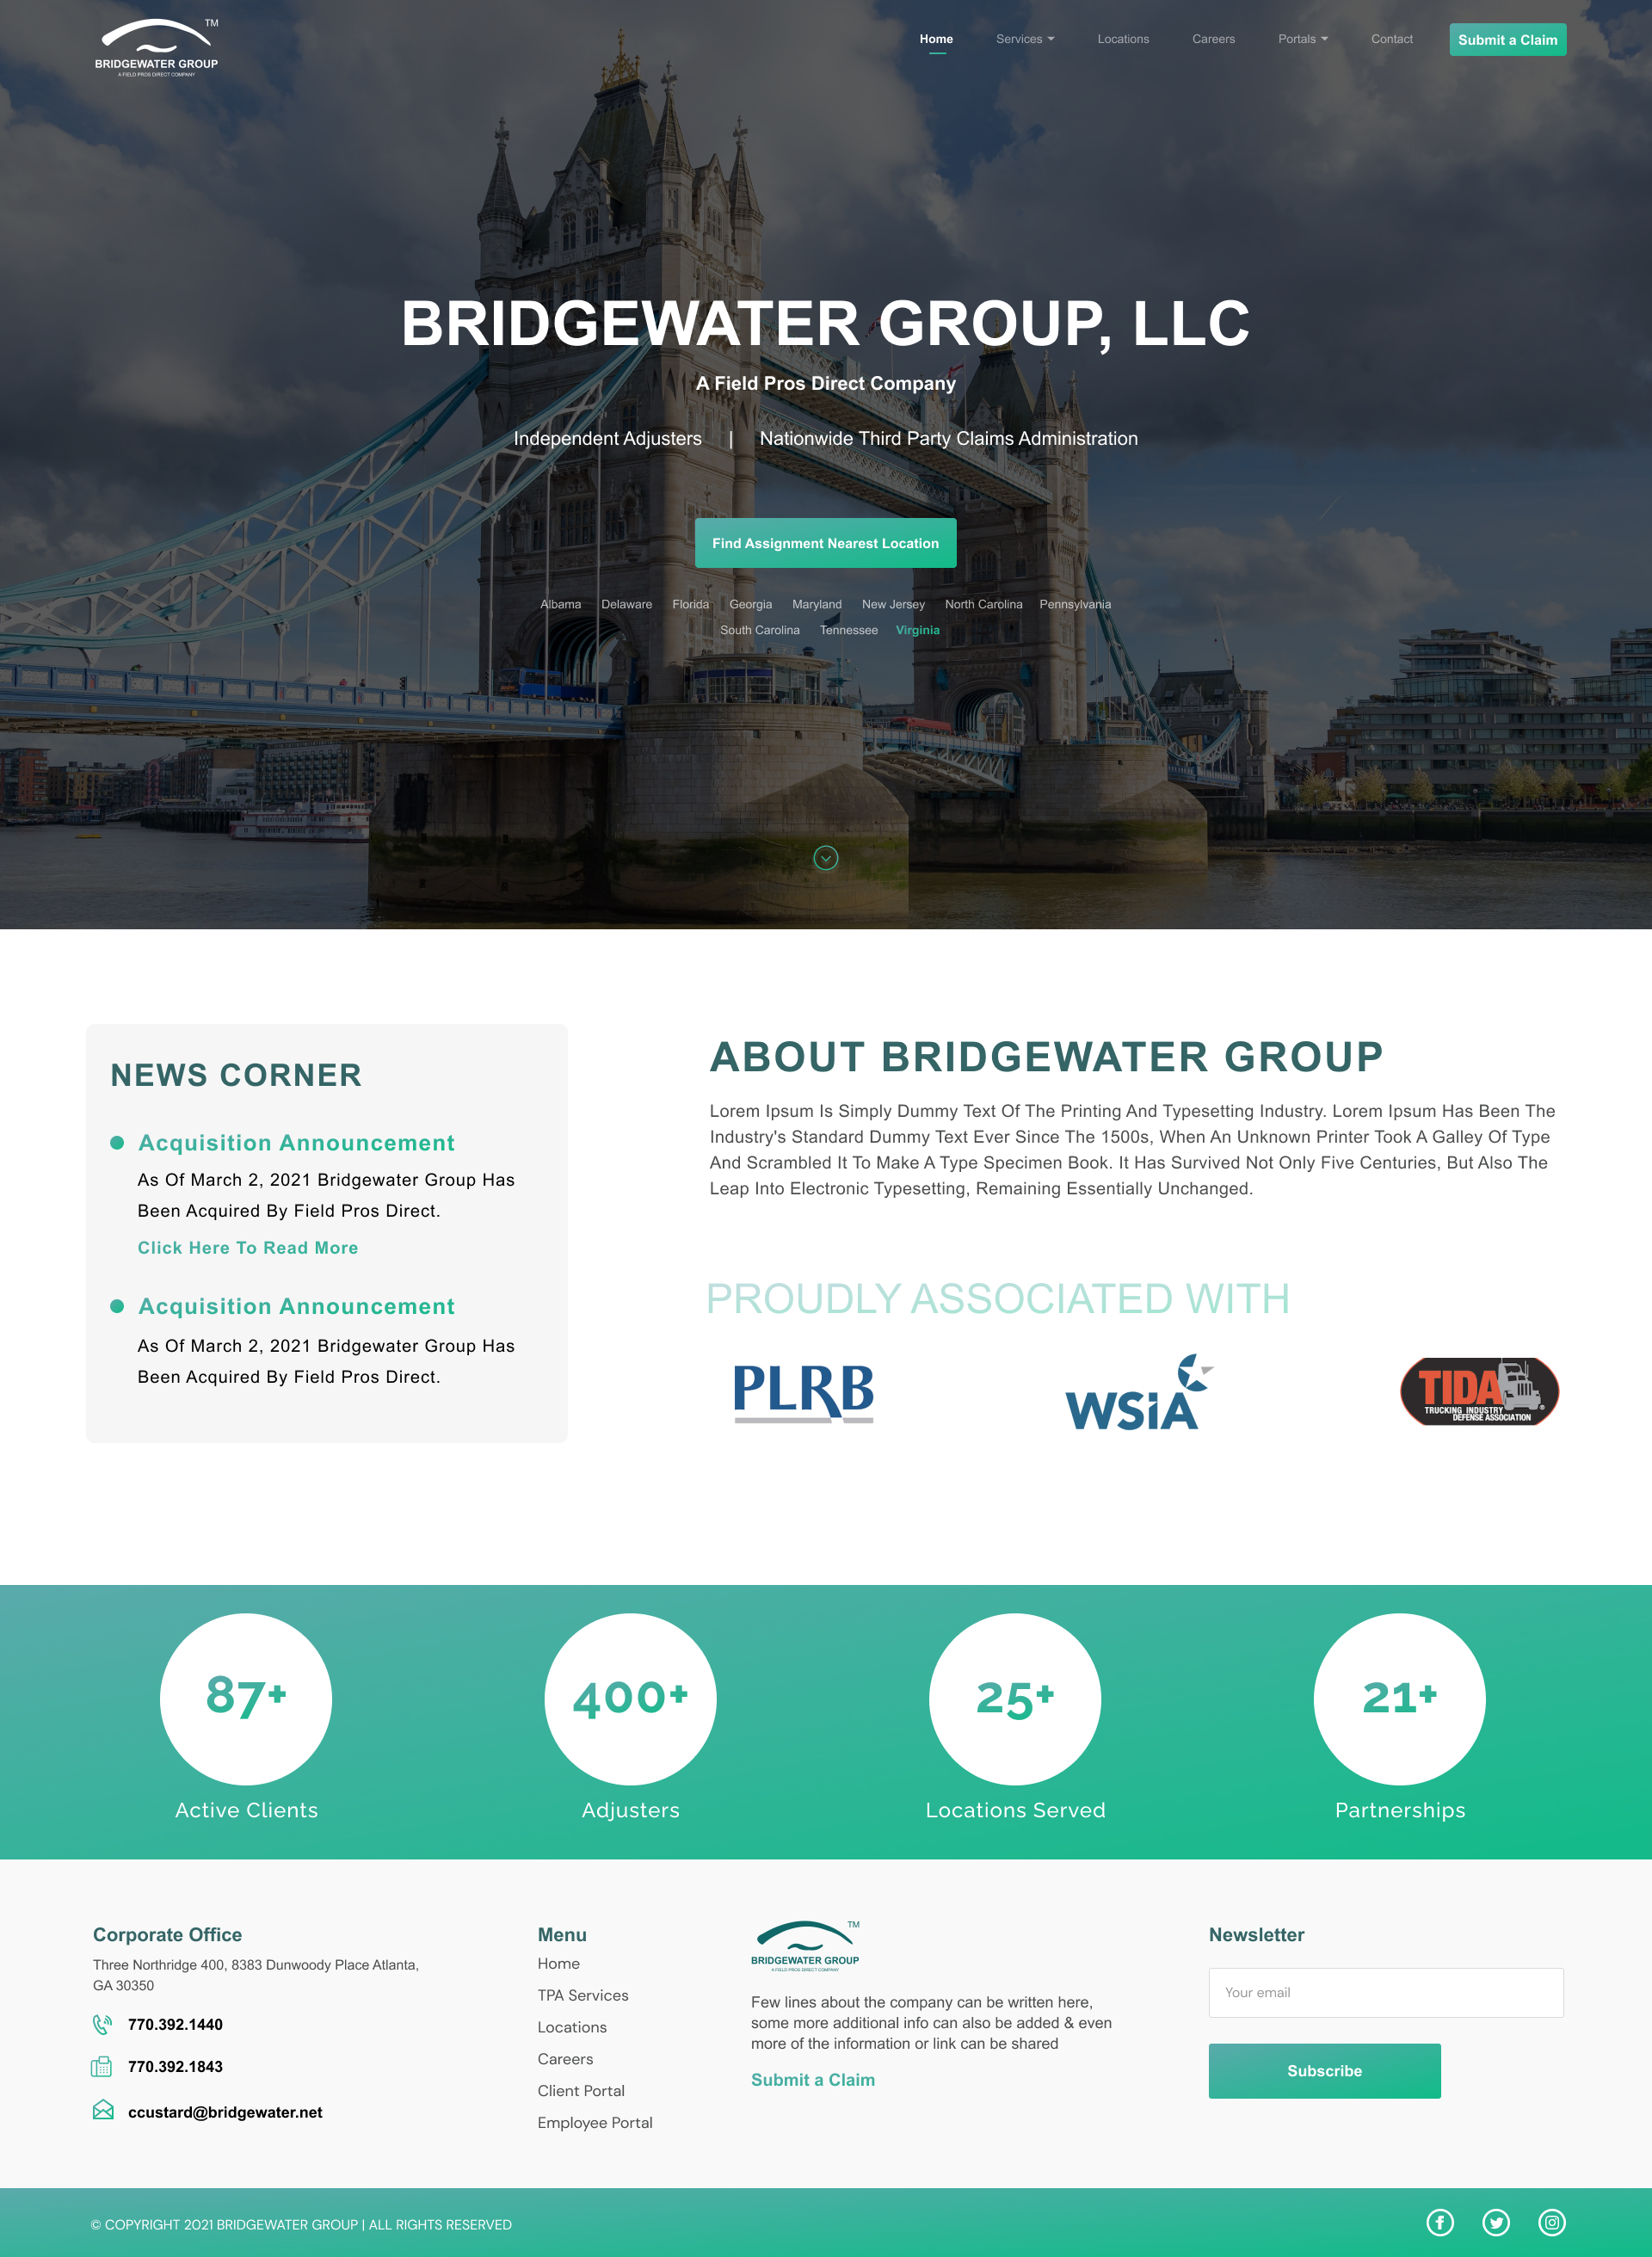 TM
BRIDGEWATER GROUP
A FIELD PROS DIRECT COMPANY
Home Services Locations Careers Portals Contact Submit a Claim
BRIDGEWATER GROUP, LLC
A Field Pros Direct Company
Independent Adjusters | Nationwide Third Party Claims Administration
Find Assignment Nearest Location
Albama Delaware Florida Georgia Maryland New Jersey North Carolina Pennsylvania
South Carolina Tennessee Virginia
NEWS CORNER
Acquisition Announcement
As Of March 2, 2021 Bridgewater Group Has
Been Acquired By Field Pros Direct.
Click Here To Read More
Acquisition Announcement
As Of March 2, 2021 Bridgewater Group Has
Been Acquired By Field Pros Direct.
ABOUT BRIDGEWATER GROUP
Lorem Ipsum Is Simply Dummy Text Of The Printing And Typesetting Industry. Lorem Ipsum Has Been The
Industry's Standard Dummy Text Ever Since The 1500s, When An Unknown Printer Took A Galley Of Type
And Scrambled It To Make A Type Specimen Book. It Has Survived Not Only Five Centuries, But Also The
Leap Into Electronic Typesetting, Remaining Essentially Unchanged.
PROUDLY ASSOCIATED WITH
PLRB
WSiA
TIDA
TRUCKING INDUSTRY
DEFENSE ASSOCIATION ®
87+ 400+ 25+ 21+
Active Clients Adjusters Locations Served Partnerships
Corporate Office
Three Northridge 400, 8383 Dunwoody Place Atlanta,
GA 30350
770.392.1440
770.392.1843
ccustard@bridgewater.net
Menu
Home
TPA Services
Locations
Careers
Client Portal
Employee Portal
TM
BRIDGEWATER GROUP
A FIELD PROS DIRECT COMPANY
Few lines about the company can be written here,
some more additional info can also be added & even
more of the information or link can be shared
Submit a Claim
Newsletter
Your email
Subscribe
© COPYRIGHT 2021 BRIDGEWATER GROUP | ALL RIGHTS RESERVED